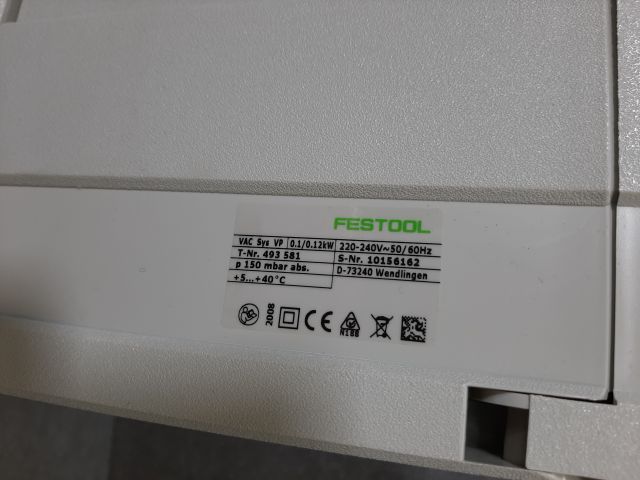 FESTOOL
VAC Sys VP 0.1/0.12kW 220-240V~50/60Hz
T-Nr. 493 581 S-Nr. 10156162
p 150 mbar abs. D-73240 Wendlingen
+5...+40°C
2008 CE N188